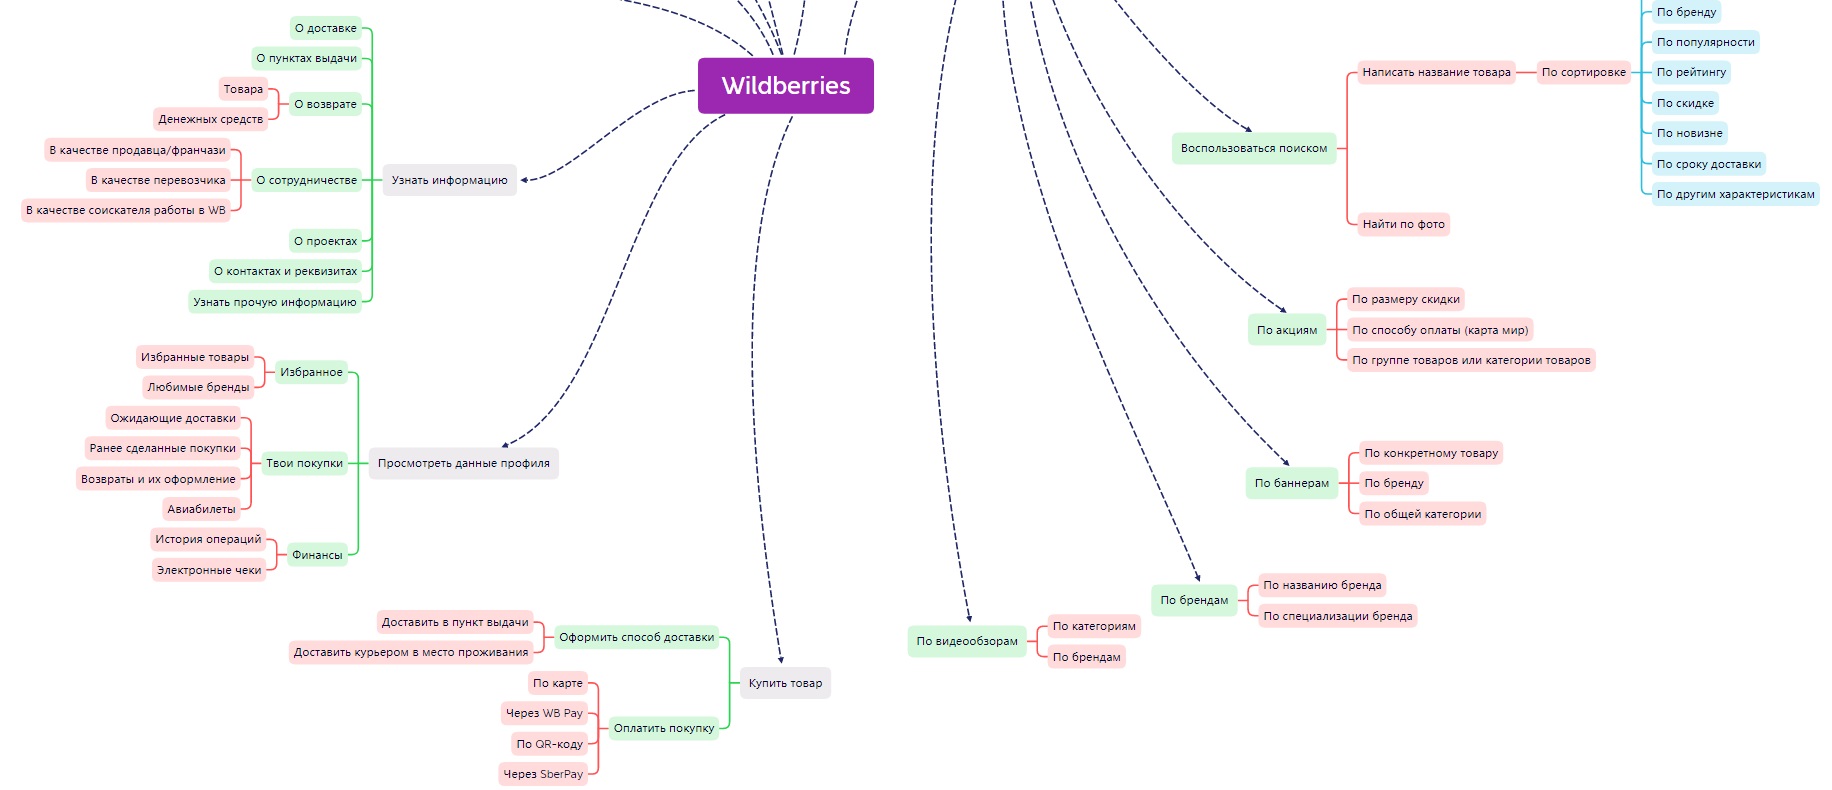 Wildberries
Узнать информацию
О доставке
О пунктах выдачи
О возврате
Товара
Денежных средств
О сотрудничестве
В качестве продавца/франчази
В качестве перевозчика
В качестве соискателя работы в WB
О проектах
О контактах и реквизитах
Узнать прочую информацию
Просмотреть данные профиля
Избранное
Избранные товары
Любимые бренды
Твои покупки
Ожидающие доставки
Ранее сделанные покупки
Возвраты и их оформление
Авиабилеты
Финансы
История операций
Электронные чеки
Купить товар
Оформить способ доставки
Доставить в пункт выдачи
Доставить курьером в место проживания
Оплатить покупку
По карте
Через WB Pay
По QR-коду
Через SberPay
Воспользоваться поиском
Написать название товара
По сортировке
По бренду
По популярности
По рейтингу
По скидке
По новизне
По сроку доставки
По другим характеристикам
Найти по фото
По акциям
По размеру скидки
По способу оплаты (карта мир)
По группе товаров или категории товаров
По баннерам
По конкретному товару
По бренду
По общей категории
По брендам
По названию бренда
По специализации бренда
По видеообзорам
По категориям
По брендам